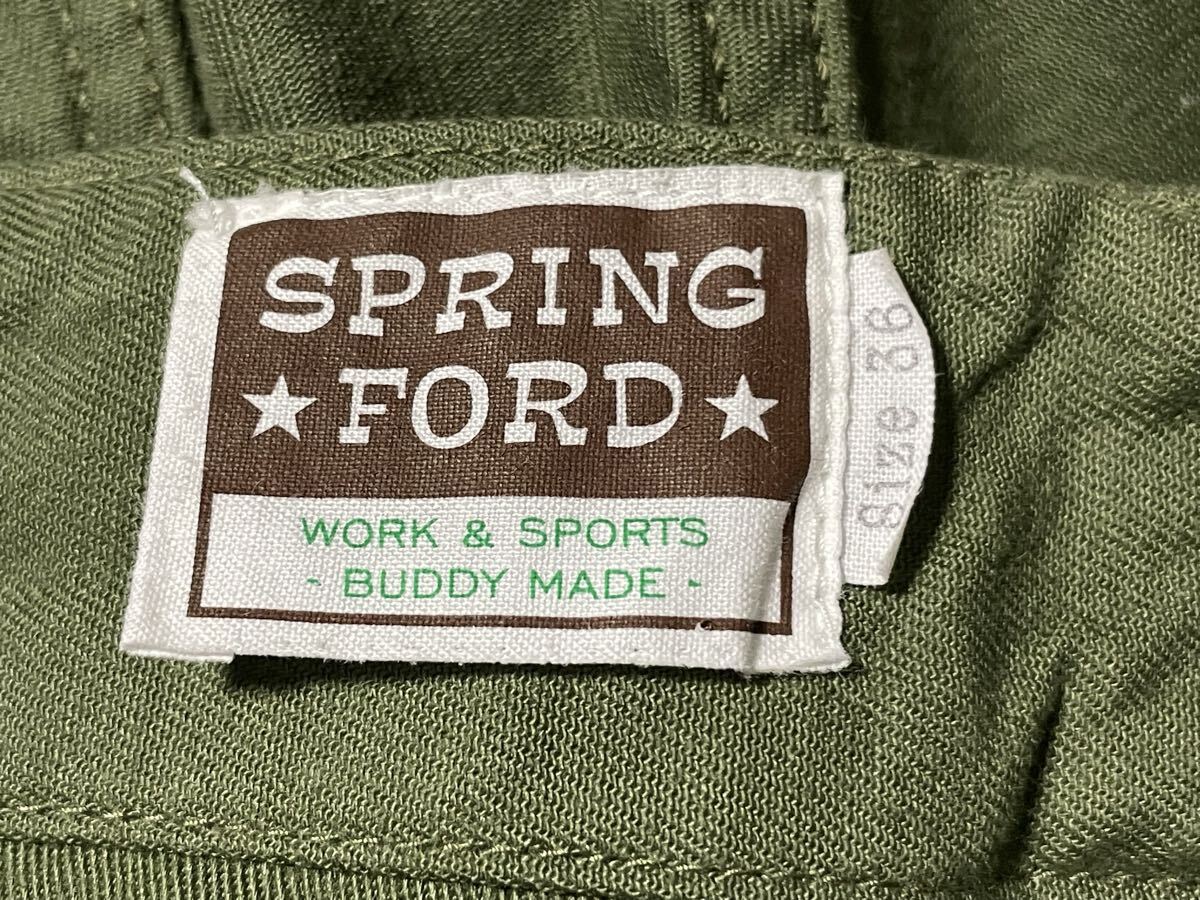 SPRING
★ FORD ★
WORK & SPORTS
- BUDDY MADE -
Size 36